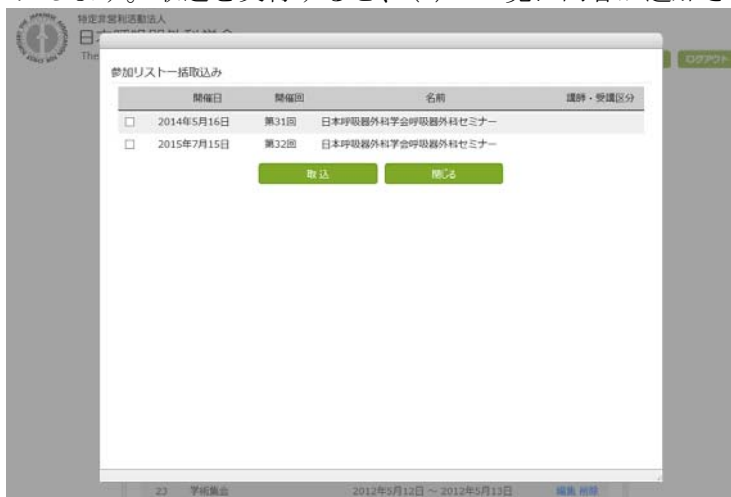 特定非営利活動法人
The
ログアウト
参加リスト一括取込み
開催日 開催回 名前 講師・受講区分
2014年5月16日 第31回 日本呼吸器外科学会呼吸器外科セミナー
2015年7月15日 第32回 日本呼吸器外科学会呼吸器外科セミナー
取 込 閉じる
23 学術集会 2012年5月12日 ～ 2012年5月13日 編集 削除